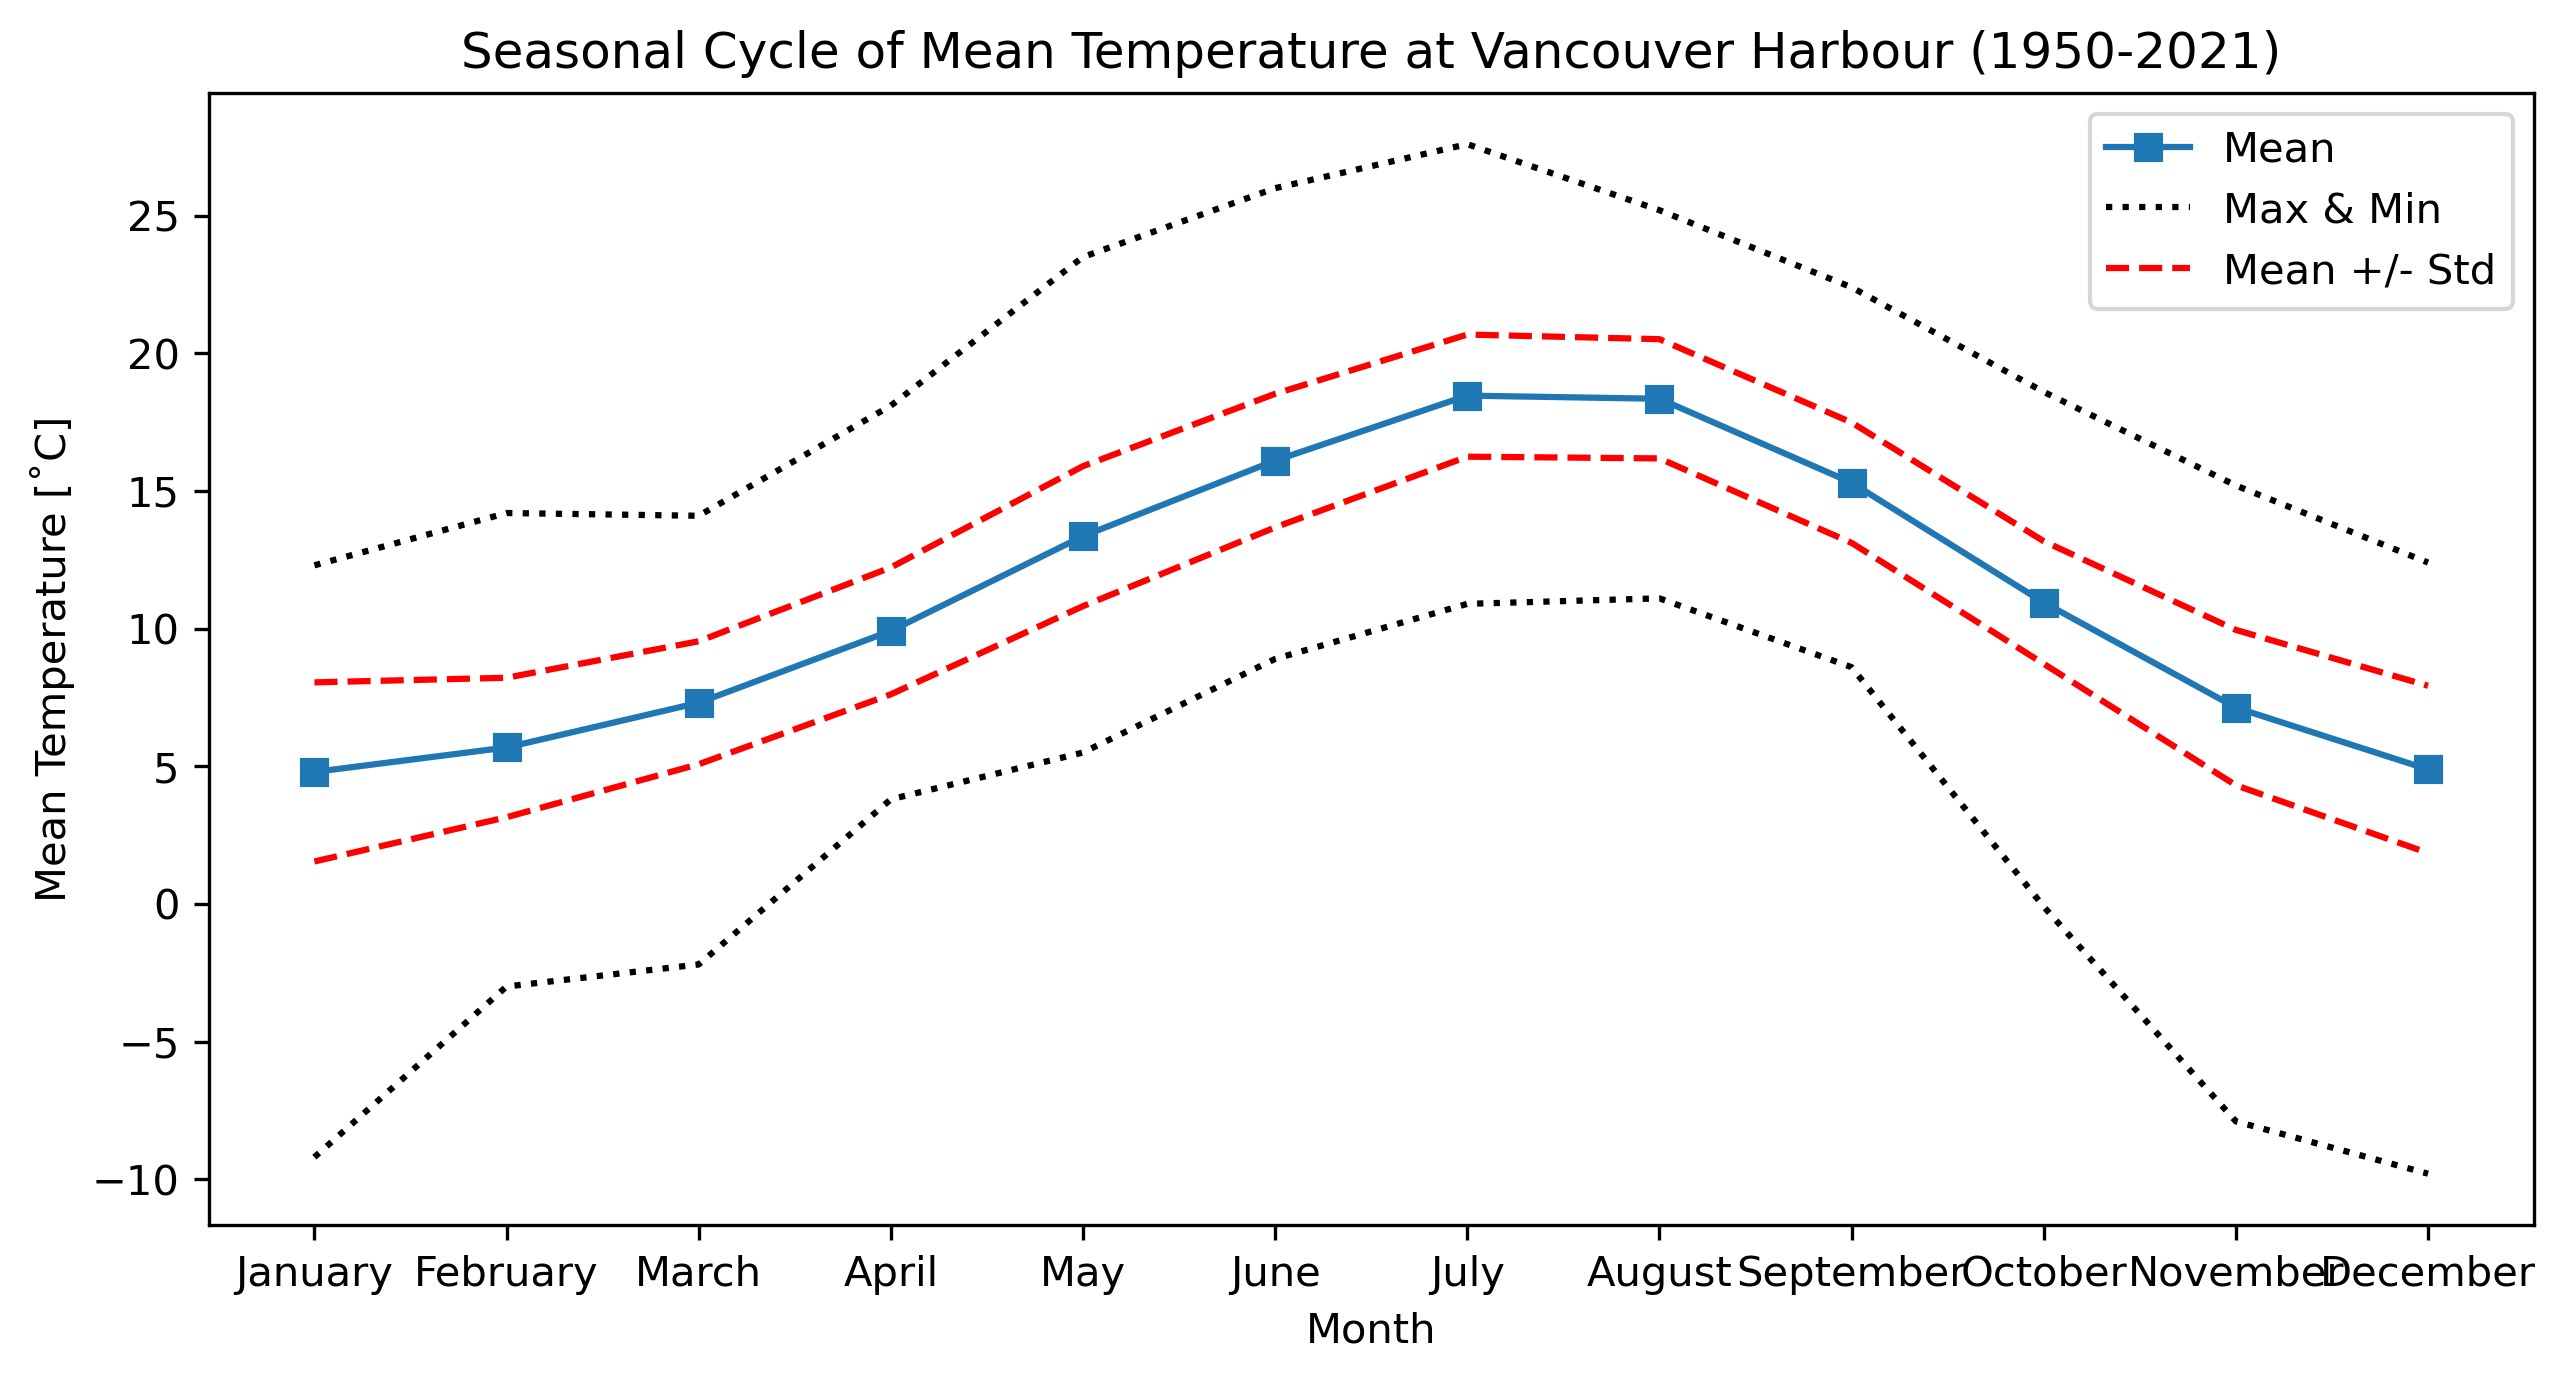 Seasonal Cycle of Mean Temperature at Vancouver Harbour (1950-2021)
Mean
Max & Min
Mean +/- Std
Mean Temperature [˚C]
25
20
15
10
5
0
−5
−10
January February March April May June July August September October November December
Month